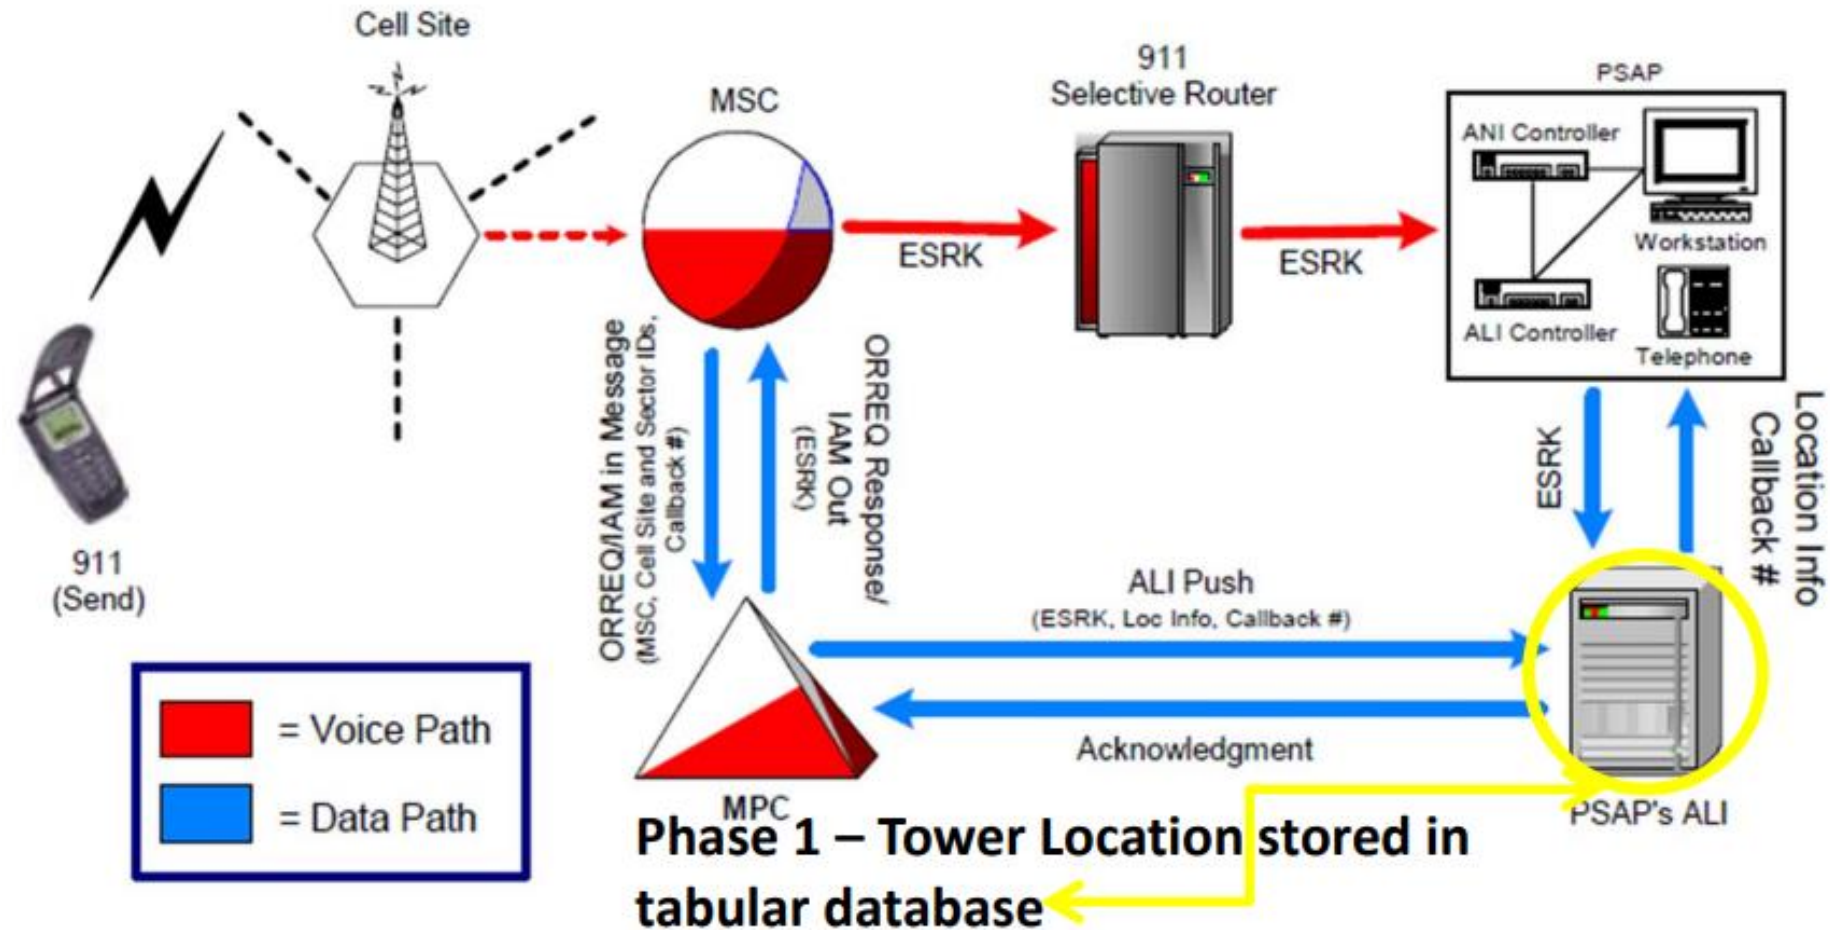 Cell Site
MSC
911
Selective Router
PSAP
ANI Controller
Workstation
ALI Controller
Telephone
ESRK
ESRK
911
(Send)
ORREQ/IAM in Message
(MSC, Cell Site and Sector IDs,
Callback #)
ORREQ Response/
IAM Out
(ESRK)
ESRK
Location Info
Callback #
ALI Push
(ESRK, Loc Info, Callback #)
Acknowledgment
MPC
PSAP's ALI
= Voice Path
= Data Path
Phase 1 – Tower Location stored in
tabular database